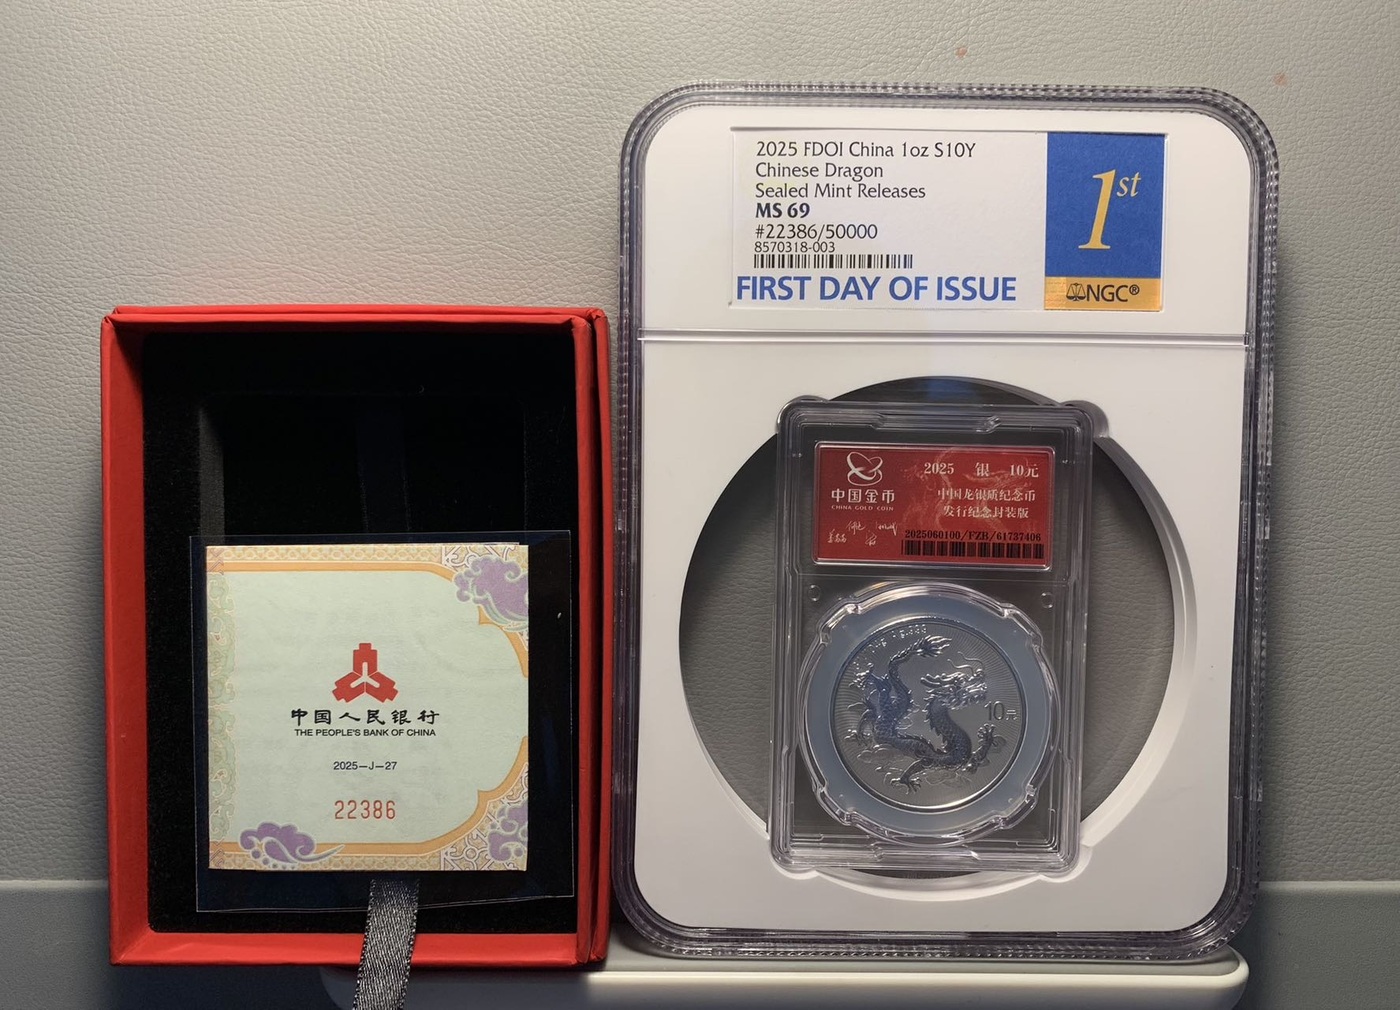 中国人民银行
THE PEOPLE'S BANK OF CHINA
2025-J-27
22386
2025 FDOI China 1oz S10Y
Chinese Dragon
Sealed Mint Releases
MS 69
#22386/50000
8570318-003
FIRST DAY OF ISSUE
1st
NGC®
中国金币
CHINA GOLD COIN
2025 银 10元
中国龙银质纪念币
发行纪念封装版
2025060100/FZB/61737406
10元